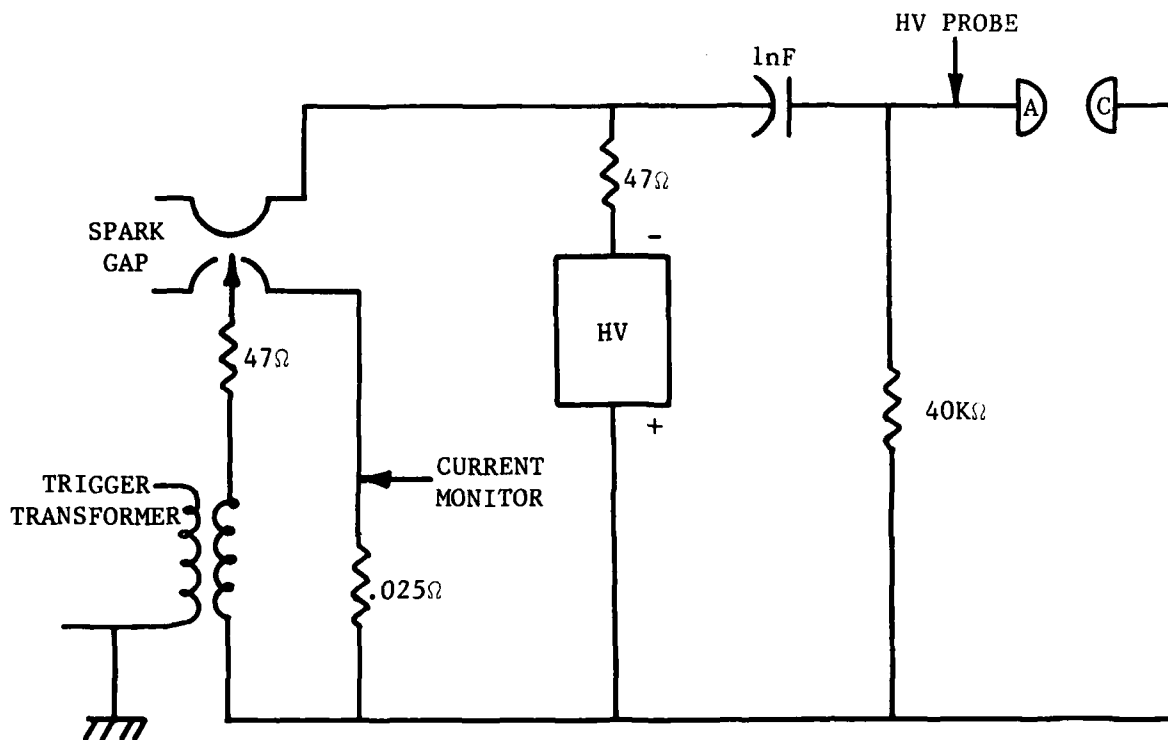 HV PROBE
1nF
A
C
47Ω
SPARK
GAP
-
HV
+
47Ω
40KΩ
CURRENT
MONITOR
TRIGGER
TRANSFORMER
.025Ω